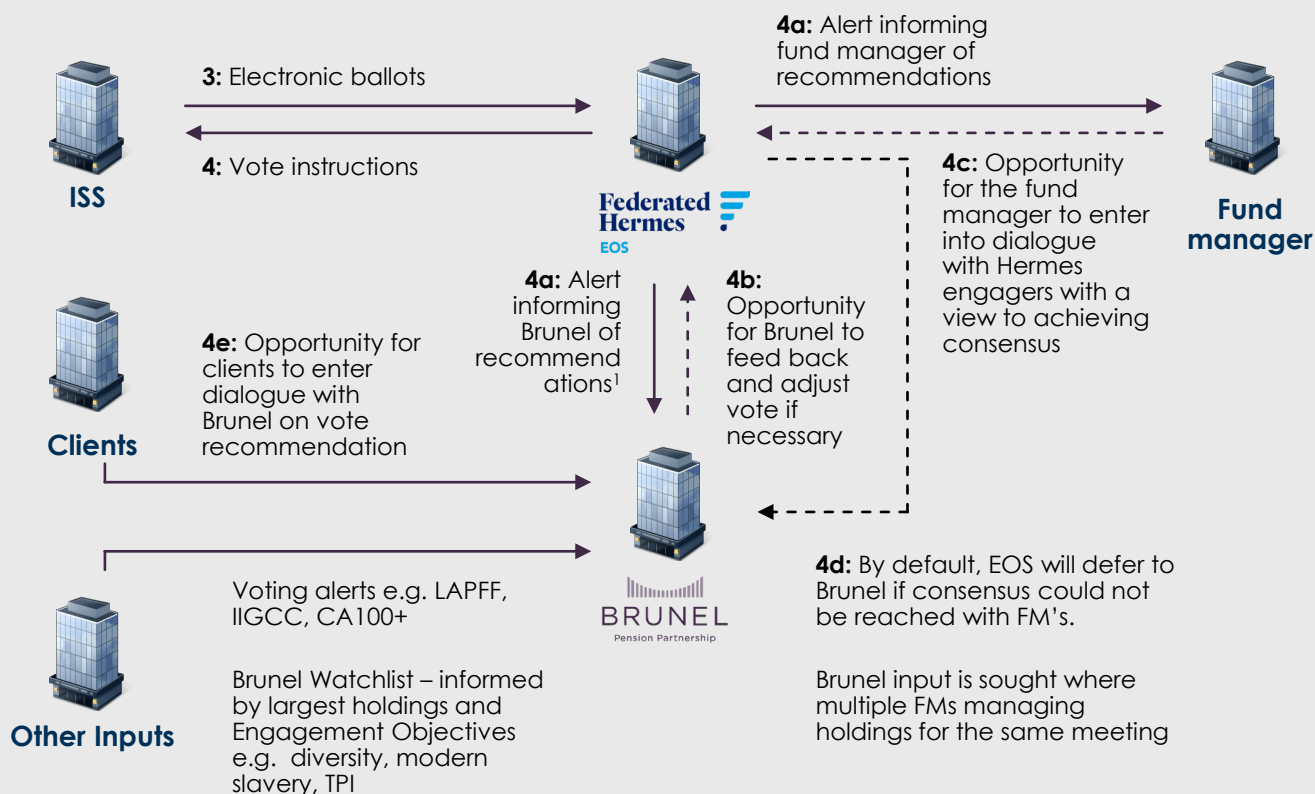 3: Electronic ballots
4: Vote instructions
ISS
Federated
Hermes
EOS
4a: Alert informing
fund manager of
recommendations
4c: Opportunity
for the fund
manager to enter
into dialogue
with Hermes
engagers with a
view to achieving
consensus
Fund
manager
4a: Alert
informing
Brunel of
recommend
ations1
4b:
Opportunity
for Brunel to
feed back
and adjust
vote if
necessary
4e: Opportunity for
clients to enter
dialogue with
Brunel on vote
recommendation
Clients
BRUNEL
Pension Partnership
4d: By default, EOS will defer to
Brunel if consensus could not
be reached with FM’s.
Brunel input is sought where
multiple FMs managing
holdings for the same meeting
Voting alerts e.g. LAPFF,
IIGCC, CA100+
Brunel Watchlist – informed
by largest holdings and
Engagement Objectives
e.g.  diversity, modern
slavery, TPI
Other Inputs